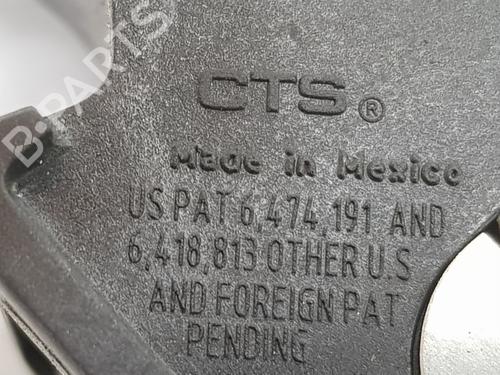 B-PARTS
CTS®
Made in Mexico
US PAT 6,474,191 AND
6,418,813 OTHER U.S
AND FOREIGN PAT
PENDING